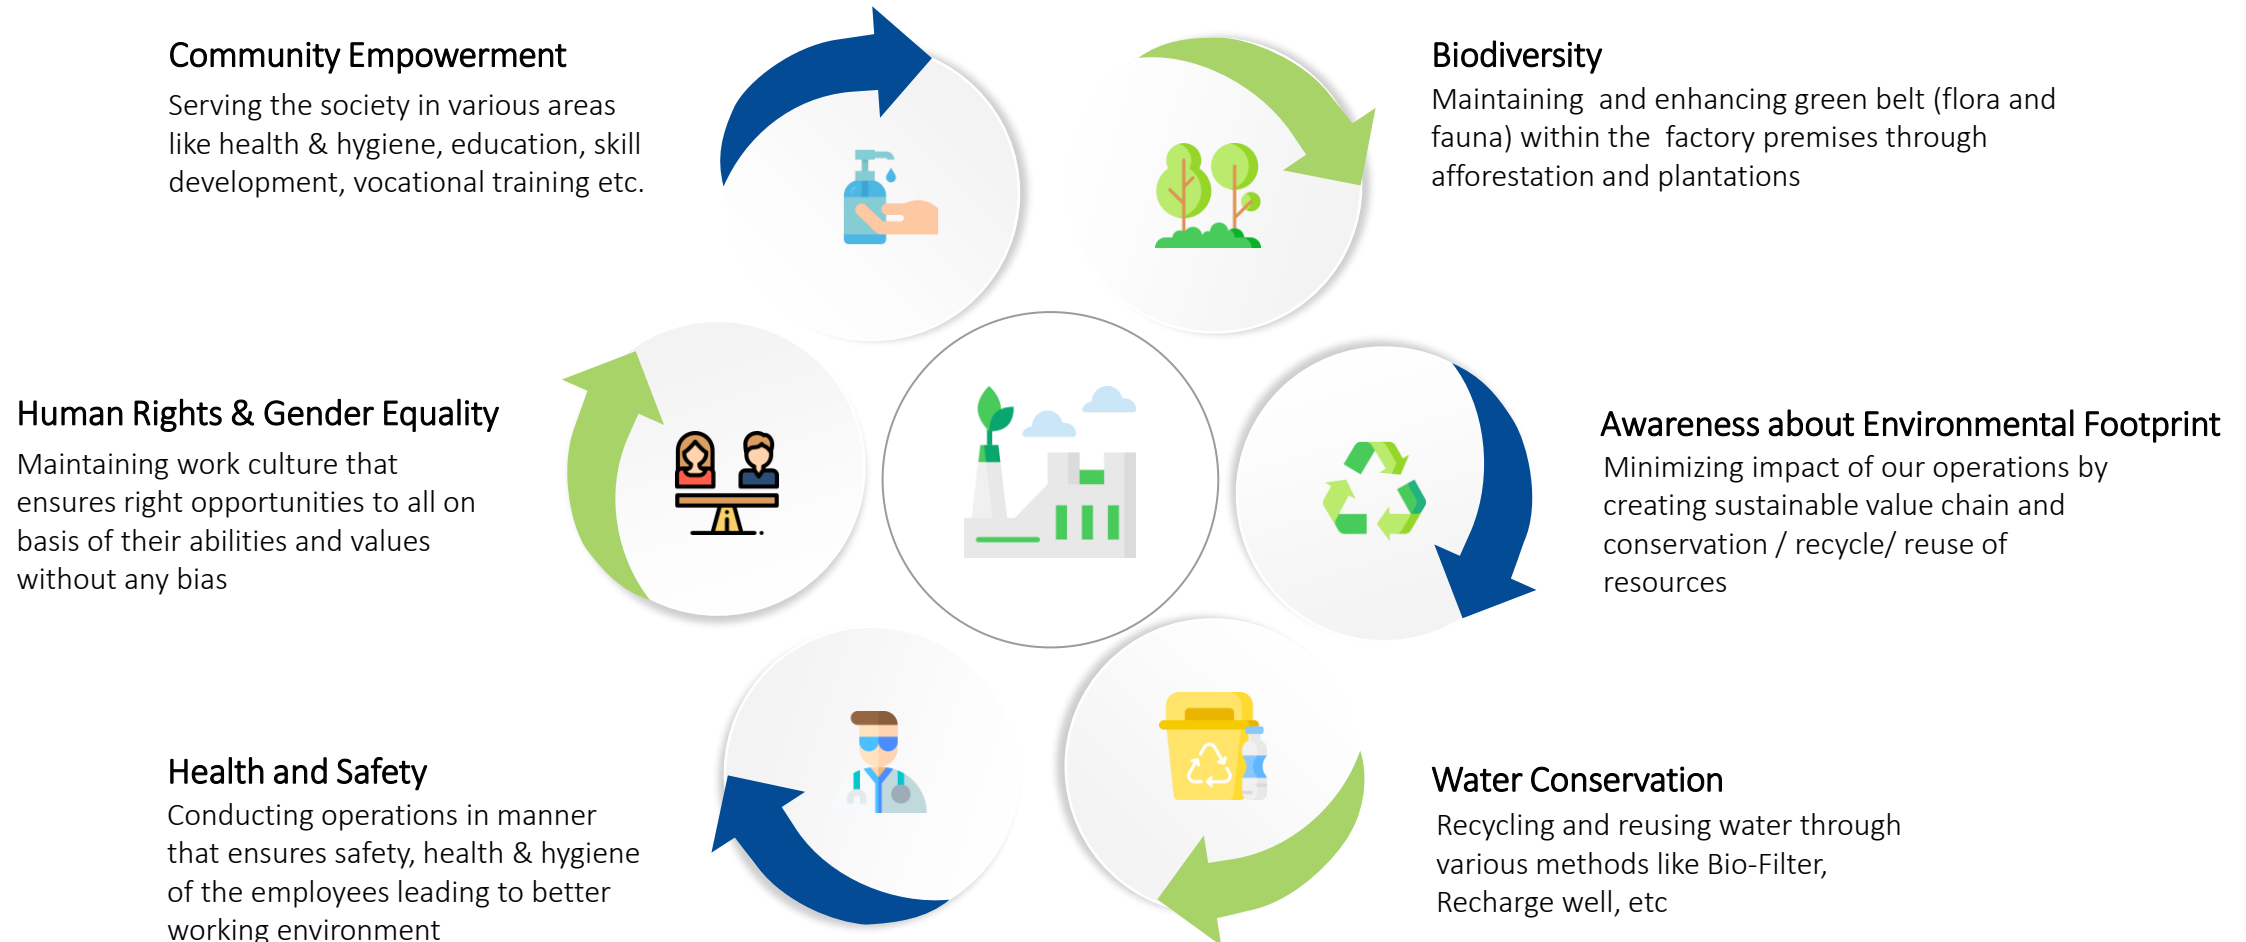 Community Empowerment
Serving the society in various areas
like health & hygiene, education, skill
development, vocational training etc.
Biodiversity
Maintaining and enhancing green belt (flora and
fauna) within the factory premises through
afforestation and plantations
Human Rights & Gender Equality
Maintaining work culture that
ensures right opportunities to all on
basis of their abilities and values
without any bias
Awareness about Environmental Footprint
Minimizing impact of our operations by
creating sustainable value chain and
conservation / recycle/ reuse of
resources
Health and Safety
Conducting operations in manner
that ensures safety, health & hygiene
of the employees leading to better
working environment
Water Conservation
Recycling and reusing water through
various methods like Bio-Filter,
Recharge well, etc